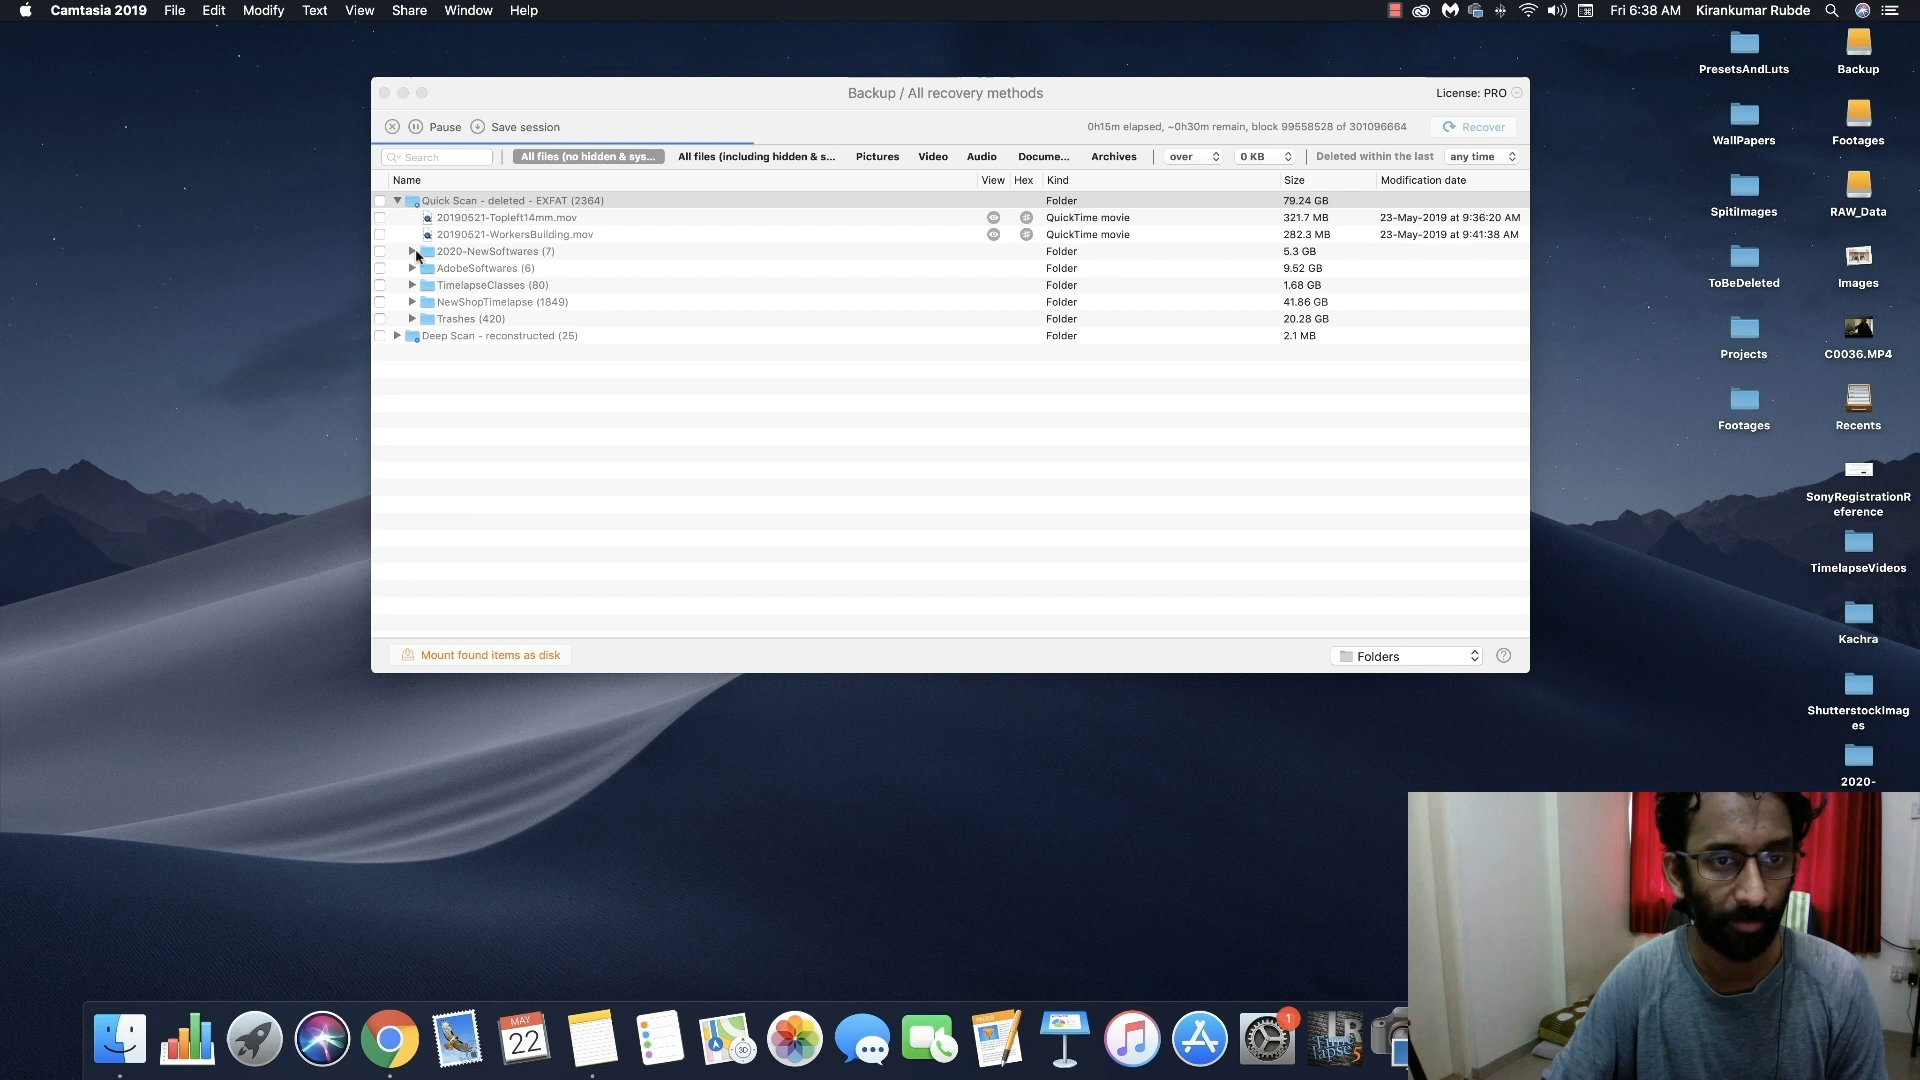 Camtasia 2019 File Edit Modify Text View Share Window Help Fri 6:38 AM Kirankumar Rubde
Backup / All recovery methods License: PRO
Pause Save session 0h15m elapsed, ~0h30m remain, block 99558528 of 301096664 Recover
Search All files (no hidden & sys... All files (including hidden & s... Pictures Video Audio Docume... Archives over 0 KB Deleted within the last any time
Name View Hex Kind Size Modification date
Quick Scan - deleted - EXFAT (2364) Folder 79.24 GB
20190521-Topleft14mm.mov QuickTime movie 321.7 MB 23-May-2019 at 9:36:20 AM
20190521-WorkersBuilding.mov QuickTime movie 282.3 MB 23-May-2019 at 9:41:38 AM
2020-NewSoftwares (7) Folder 5.3 GB
AdobeSoftwares (6) Folder 9.52 GB
TimelapseClasses (80) Folder 1.68 GB
NewShopTimelapse (1849) Folder 41.86 GB
Trashes (420) Folder 20.28 GB
Deep Scan - reconstructed (25) Folder 2.1 MB
Mount found items as disk Folders ?
PresetsAndLuts Backup
WallPapers Footages
SpitiImages RAW_Data
ToBeDeleted Images
Projects C0036.MP4
Footages Recents
SonyRegistrationR
eference
TimelapseVideos
Kachra
ShutterstockImag
es
2020-
MAY
22
3D
PAGES
1
LR
Timelapse5